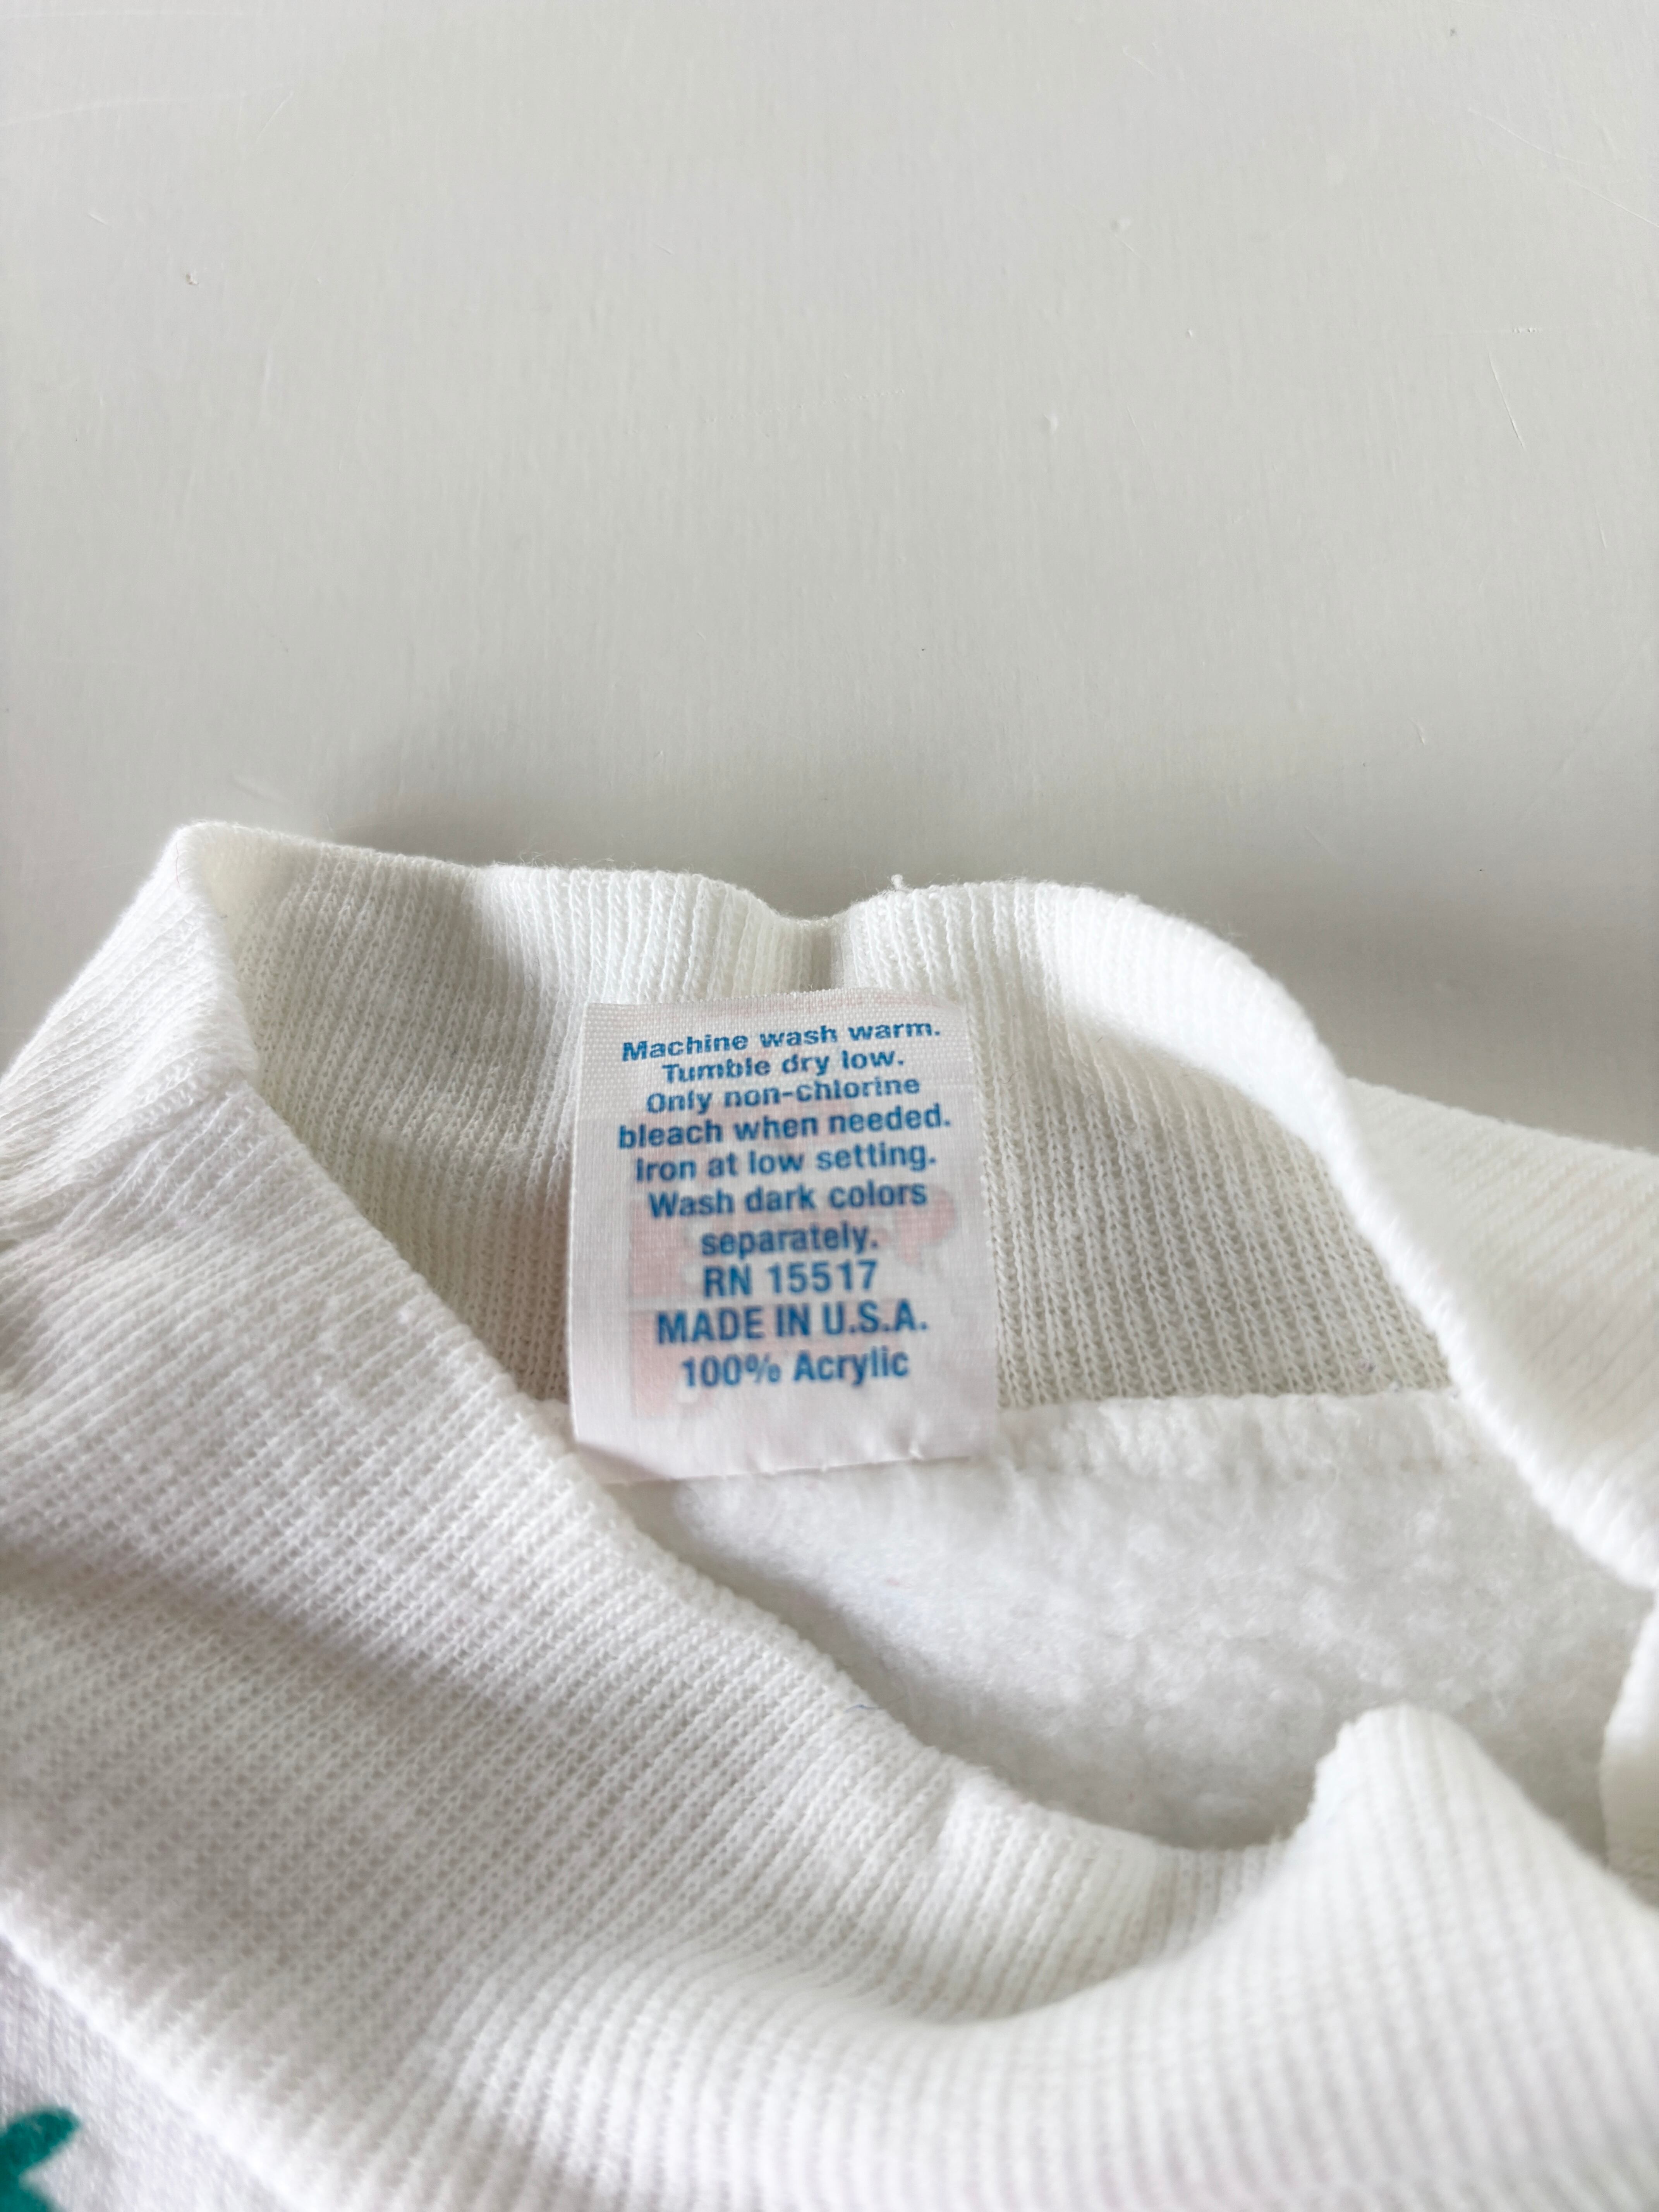 Machine wash warm.
Tumble dry low.
Only non-chlorine
bleach when needed.
Iron at low setting.
Wash dark colors
separately.
RN 15517
MADE IN U.S.A.
100% Acrylic